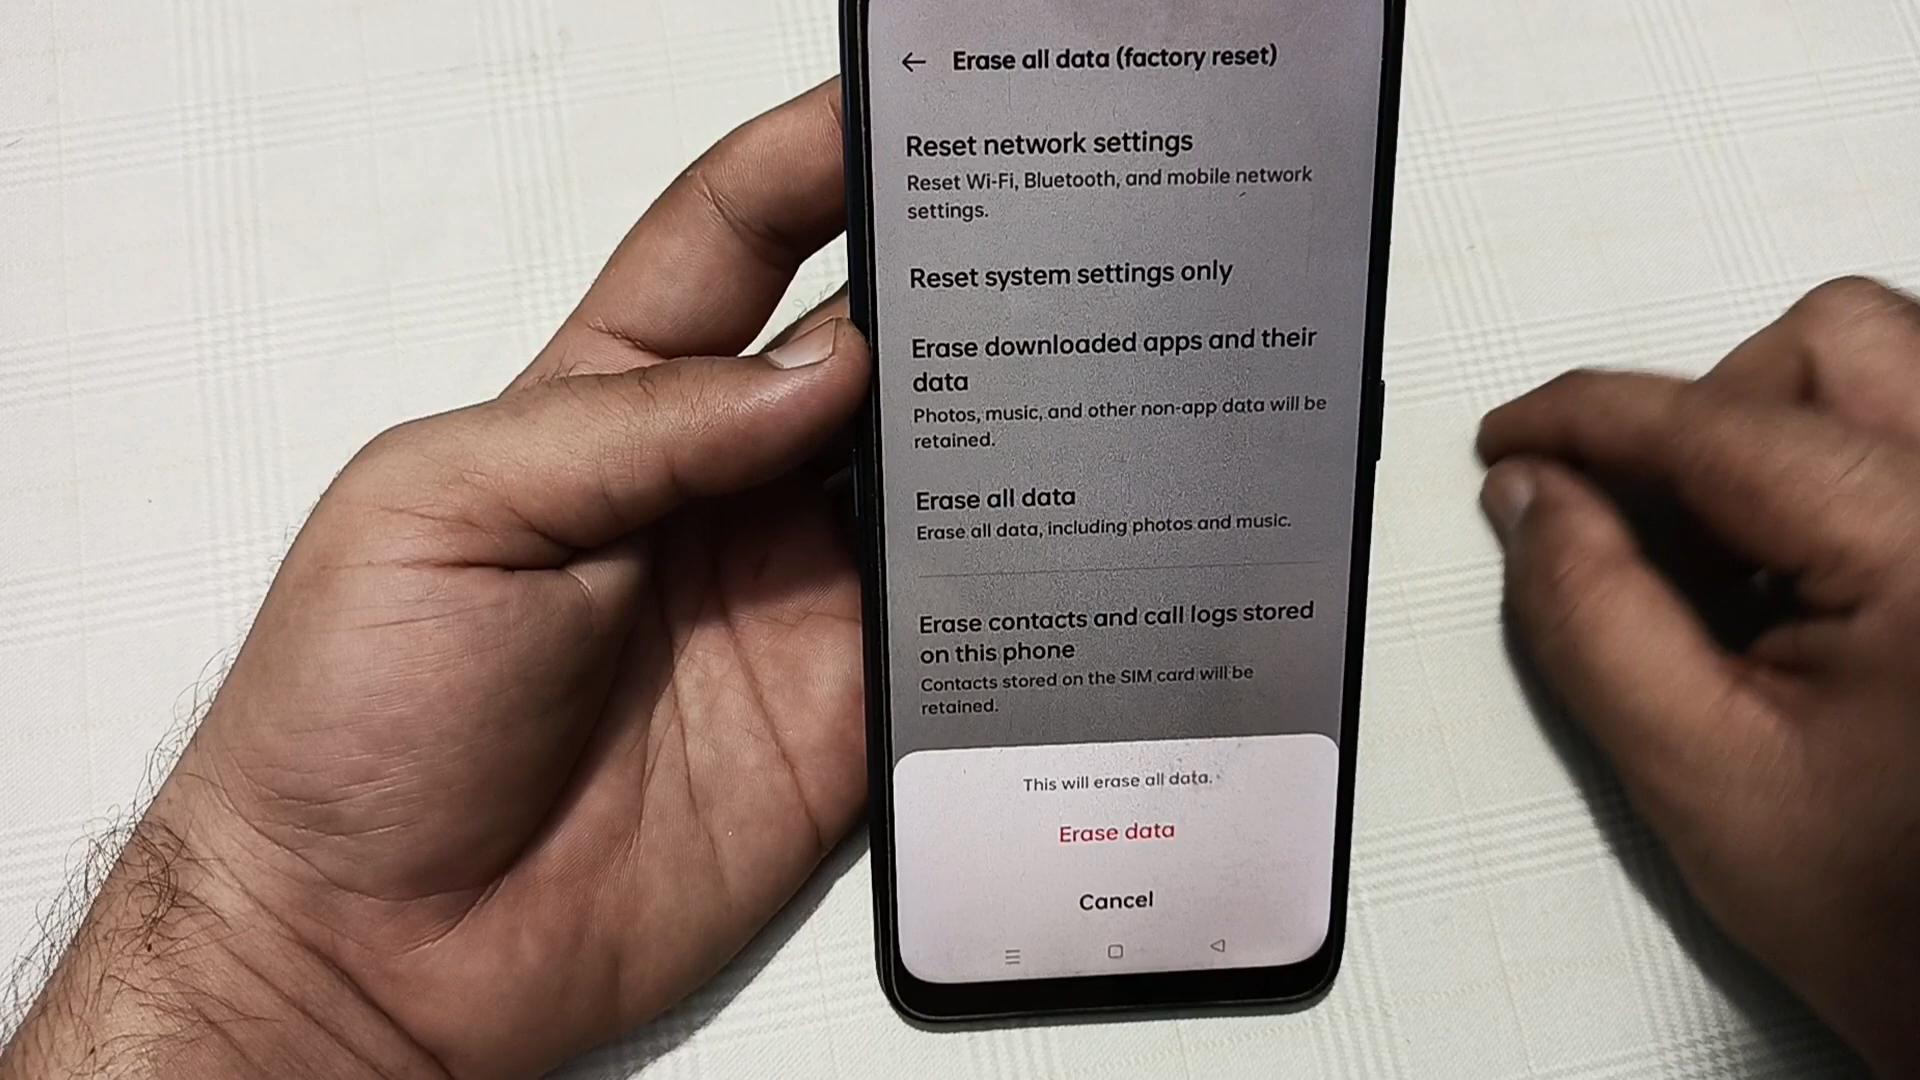 Erase all data (factory reset)
Reset network settings
Reset Wi-Fi, Bluetooth, and mobile network
settings.
Reset system settings only
Erase downloaded apps and their
data
Photos, music, and other non-app data will be
retained.
Erase all data
Erase all data, including photos and music.
Erase contacts and call logs stored
on this phone
Contacts stored on the SIM card will be
retained.
This will erase all data.
Erase data
Cancel